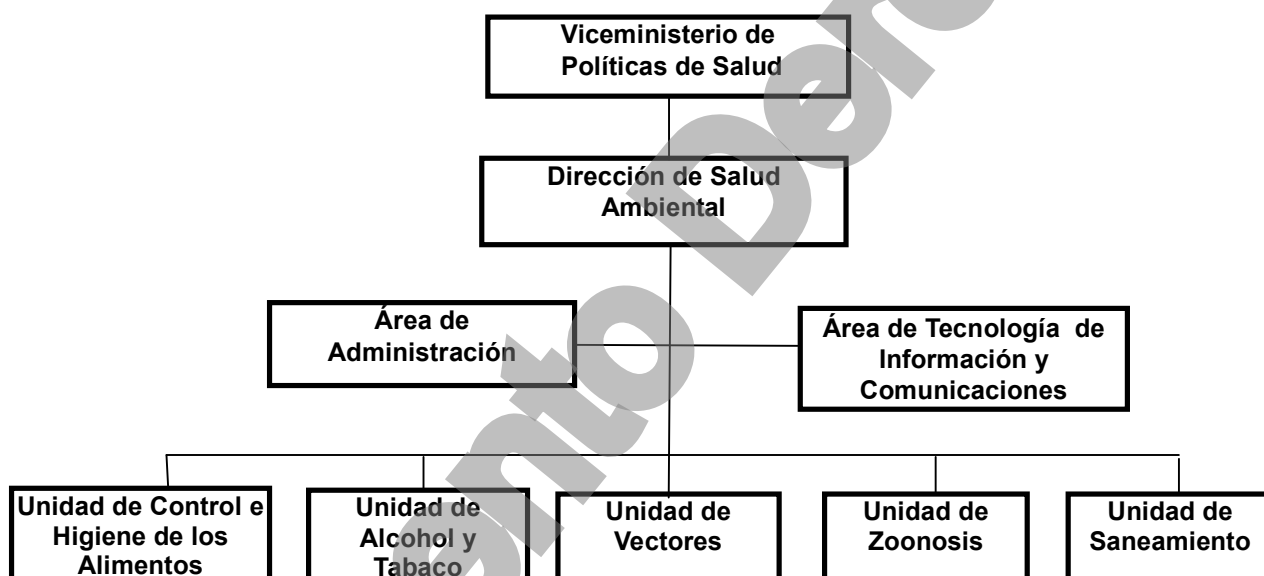 Viceministerio de
Políticas de Salud
Dirección de Salud
Ambiental
Área de
Administración
Área de Tecnología de
Información y
Comunicaciones
Unidad de Control e
Higiene de los
Alimentos
Unidad de
Alcohol y
Tabaco
Unidad de
Vectores
Unidad de
Zoonosis
Unidad de
Saneamiento